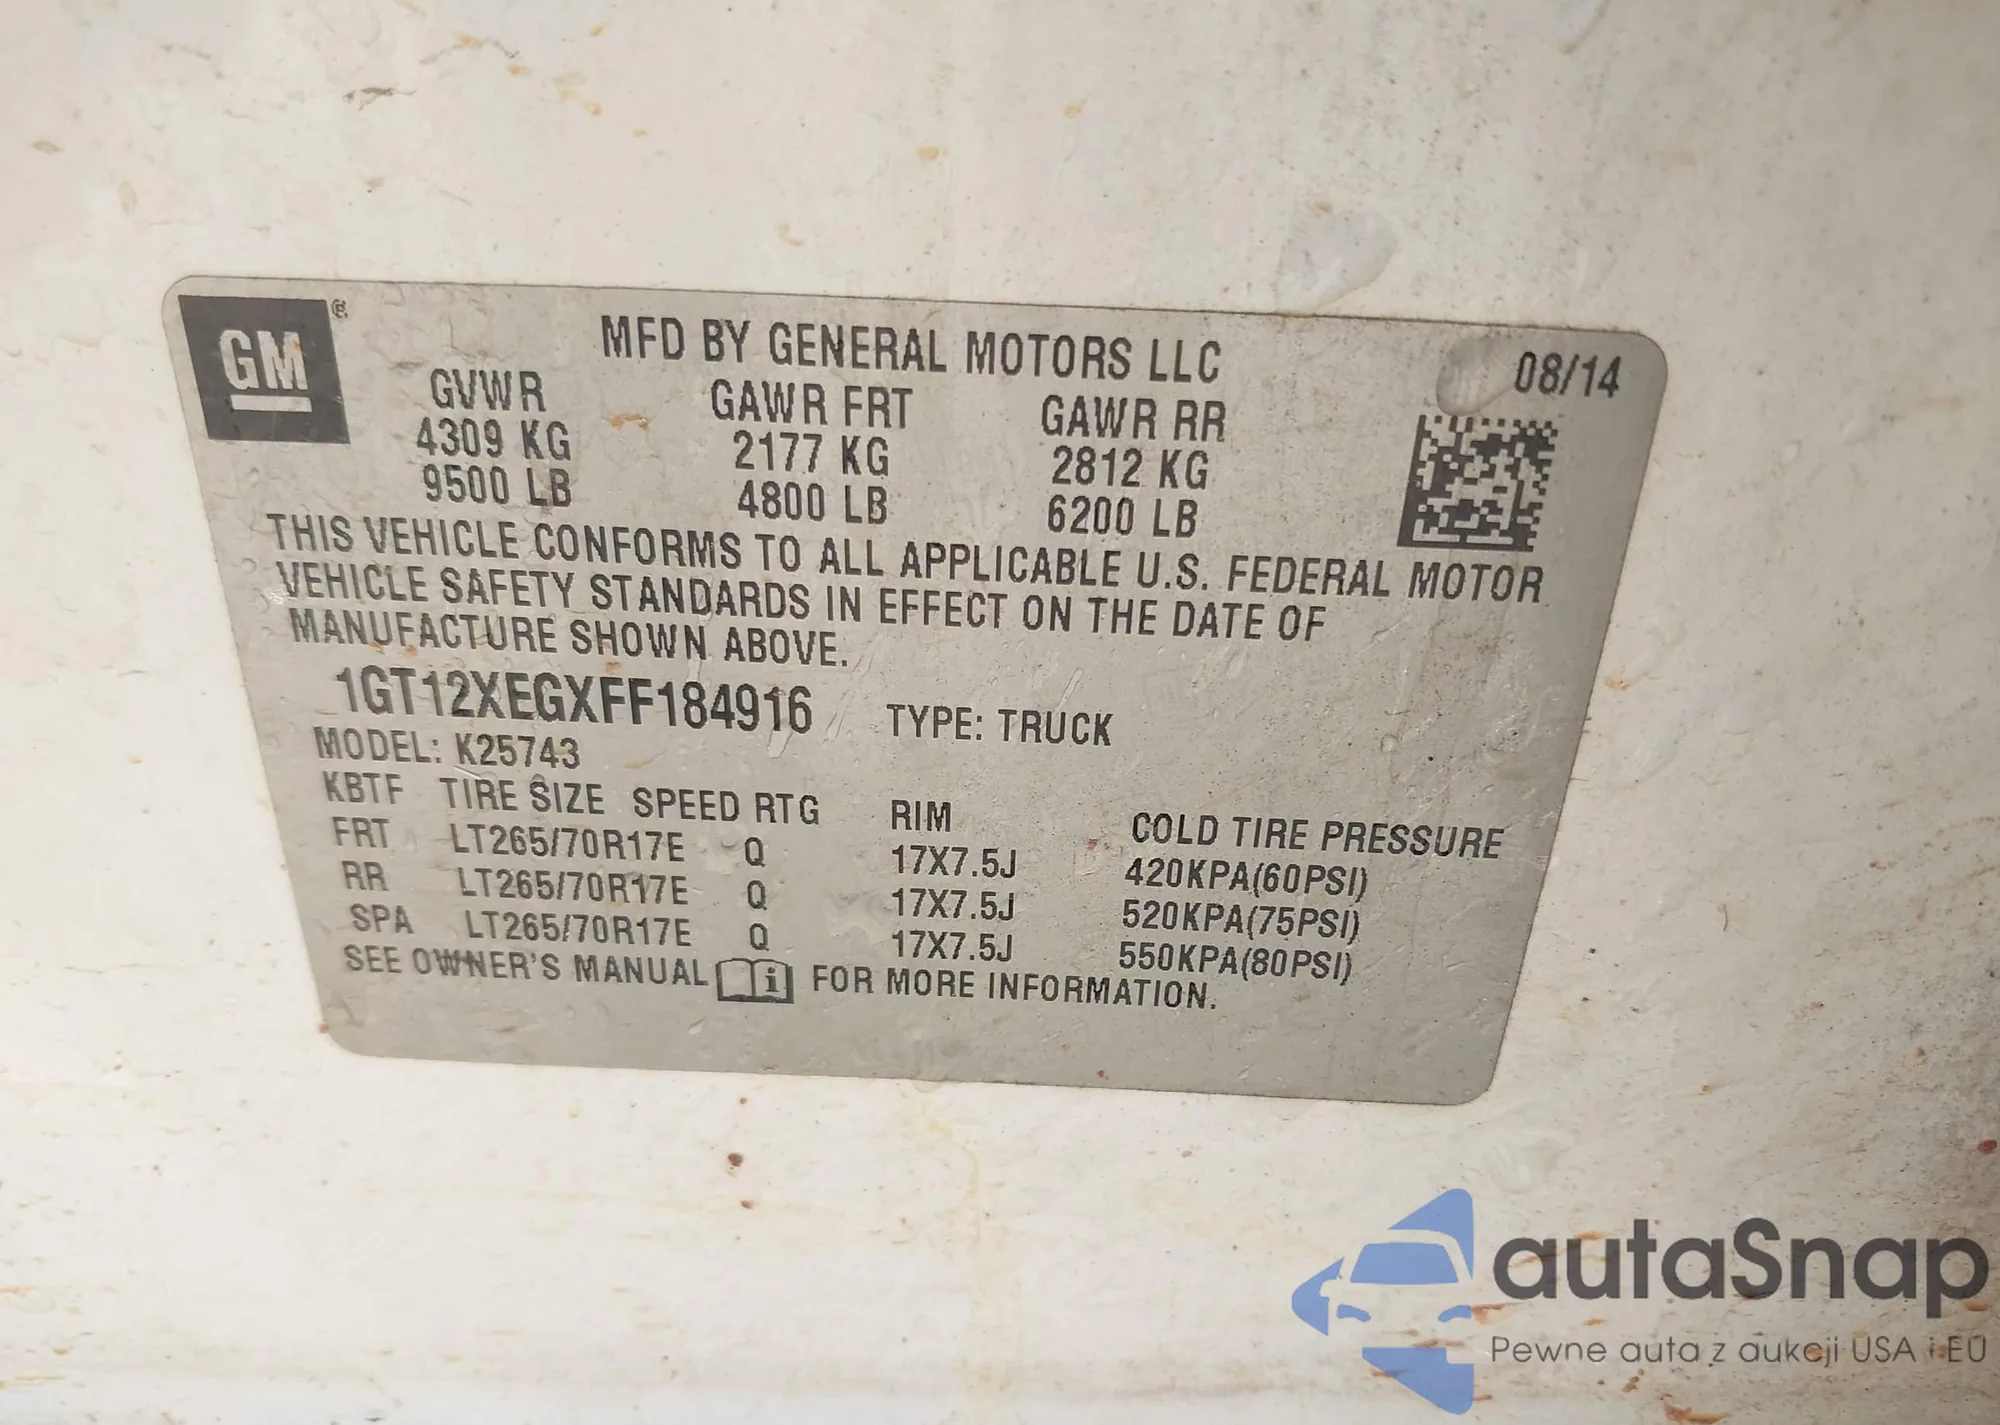 GM ®
MFD BY GENERAL MOTORS LLC
08/14
GVWR GAWR FRT GAWR RR
4309 KG 2177 KG 2812 KG
9500 LB 4800 LB 6200 LB
THIS VEHICLE CONFORMS TO ALL APPLICABLE U.S. FEDERAL MOTOR
VEHICLE SAFETY STANDARDS IN EFFECT ON THE DATE OF
MANUFACTURE SHOWN ABOVE.
1GT12XEGXFF184916 TYPE: TRUCK
MODEL: K25743
KBTF TIRE SIZE SPEED RTG RIM COLD TIRE PRESSURE
FRT LT265/70R17E Q 17X7.5J 420KPA(60PSI)
RR LT265/70R17E Q 17X7.5J 520KPA(75PSI)
SPA LT265/70R17E Q 17X7.5J 550KPA(80PSI)
SEE OWNER'S MANUAL i FOR MORE INFORMATION.
autaSnap
Pewne auta z aukcji USA i EU